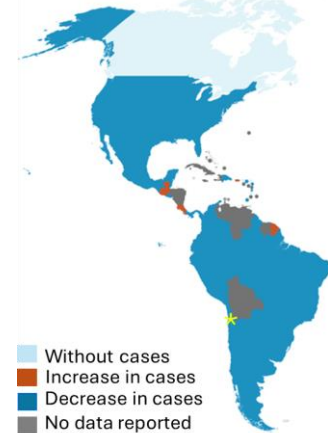 Without cases
Increase in cases
Decrease in cases
No data reported